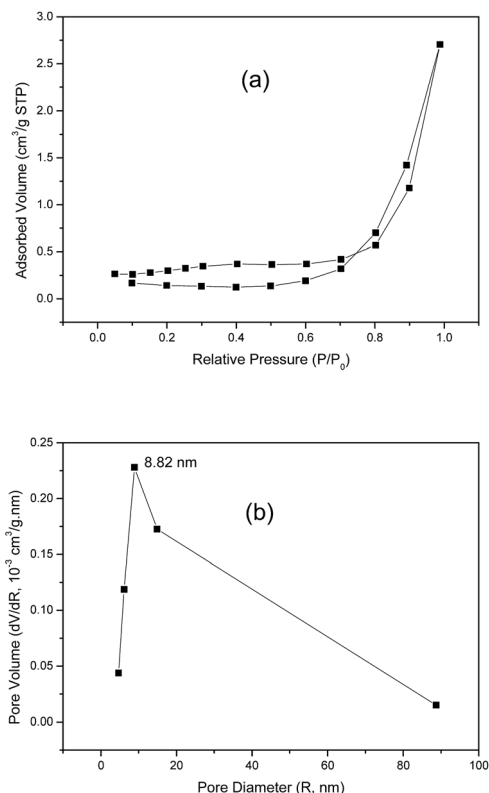 3.0
2.5
2.0
1.5
1.0
0.5
0.0
(a)
Adsorbed Volume (cm³/g STP)
0.0 0.2 0.4 0.6 0.8 1.0
Relative Pressure (P/P₀)
0.25
0.20
0.15
0.10
0.05
0.00
8.82 nm
(b)
Pore Volume (dV/dR, 10⁻³ cm³/g.nm)
0 20 40 60 80 100
Pore Diameter (R, nm)